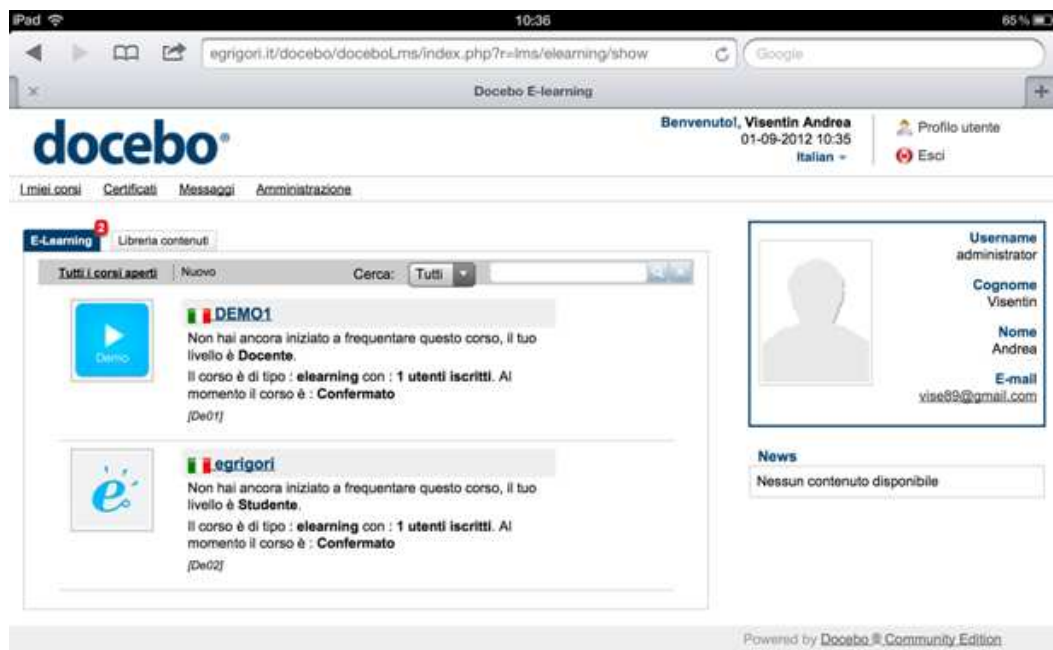 iPad 10:36 65%
egrigori.it/docebo/doceboLms/index.php?r=lms/elearning/show Google
Docebo E-learning
docebo®
Benvenuto!, Visentin Andrea
01-09-2012 10:35
Italian
Profilo utente
Esci
I miei corsi Certificati Messaggi Amministrazione
E-Learning 2 Libreria contenuti
Tutti i corsi aperti Nuovo Cerca: Tutti
Demo
DEMO1
Non hai ancora iniziato a frequentare questo corso, il tuo
livello è Docente.
Il corso è di tipo : elearning con : 1 utenti iscritti. Al
momento il corso è : Confermato
[De01]
e
egrigori
Non hai ancora iniziato a frequentare questo corso, il tuo
livello è Studente.
Il corso è di tipo : elearning con : 1 utenti iscritti. Al
momento il corso è : Confermato
[De02]
Username
administrator
Cognome
Visentin
Nome
Andrea
E-mail
vise89@gmail.com
News
Nessun contenuto disponibile
Powered by Docebo ® Community Edition